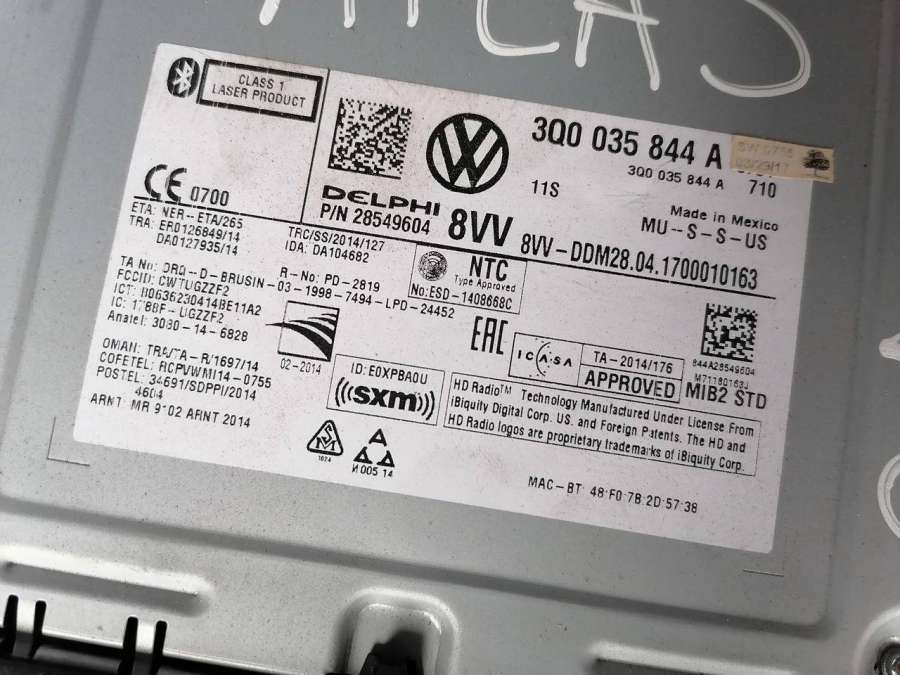 ATLAS
CLASS 1
LASER PRODUCT
3Q0 035 844 A
3Q0 035 844 A
11S
710
CE 0700
DELPHI
P/N 28549604
8VV
Made in Mexico
MU--S-S-US
8VV-DDM28.04.1700010163
ETA: NER--ETA/265
TRA: ER0126849/14
DA0127935/14
TRC/SS/2014/127
IDA: DA104682
NTC
Type Approved
No:ESD-1408668C
TA No: DRQ-D-BRUSIN-03-1998-7494-LPD-24452
R-No: PD-2819
FCCID: CWTUGZZF2
ICT:
IC: 
Anatel: 3080-14-6828
02-2014
EAC
ICASA
TA-2014/176
APPROVED
844A28549604
MIB2 STD
OMAN: TRA/TA-R/1697/14
COFETEL: RCPVWMI14-0755
POSTEL: 34691/SDPPI/2014
4604
ARNT: MR 9102 ARNT 2014
ID: E0XPBA0U
((((sxm))))
HD Radio™ Technology Manufactured Under License From
iBiquity Digital Corp. US. and Foreign Patents. The HD and
HD Radio logos are proprietary trademarks of iBiquity Corp.
1024
И 005 14
MAC-BT 48 F0 7B 2D 57 38